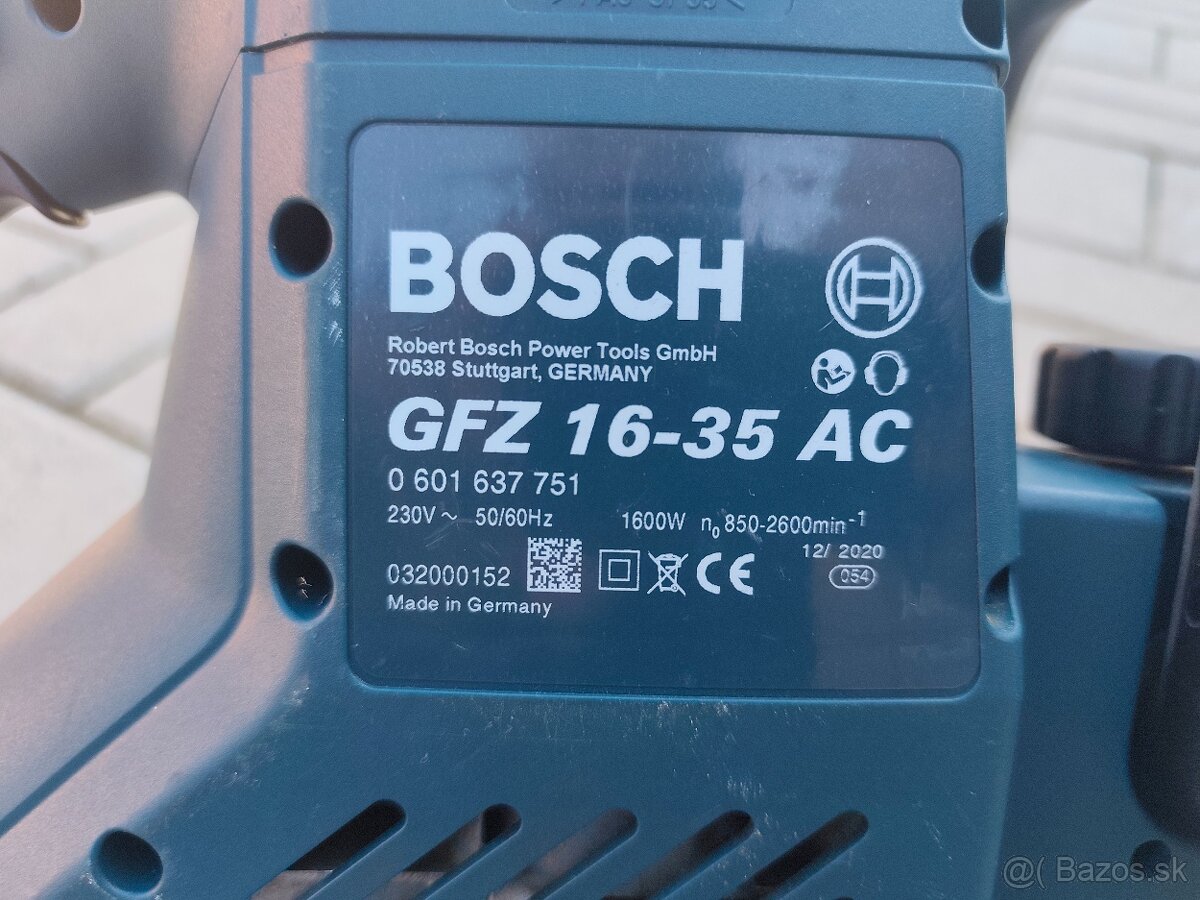 BOSCH
Robert Bosch Power Tools GmbH
70538 Stuttgart, GERMANY
GFZ 16-35 AC
0 601 637 751
230V ~ 50/60Hz 1600W n₀ 850-2600min⁻¹
12/ 2020
032000152 CE 054
Made in Germany
@( Bazos.sk